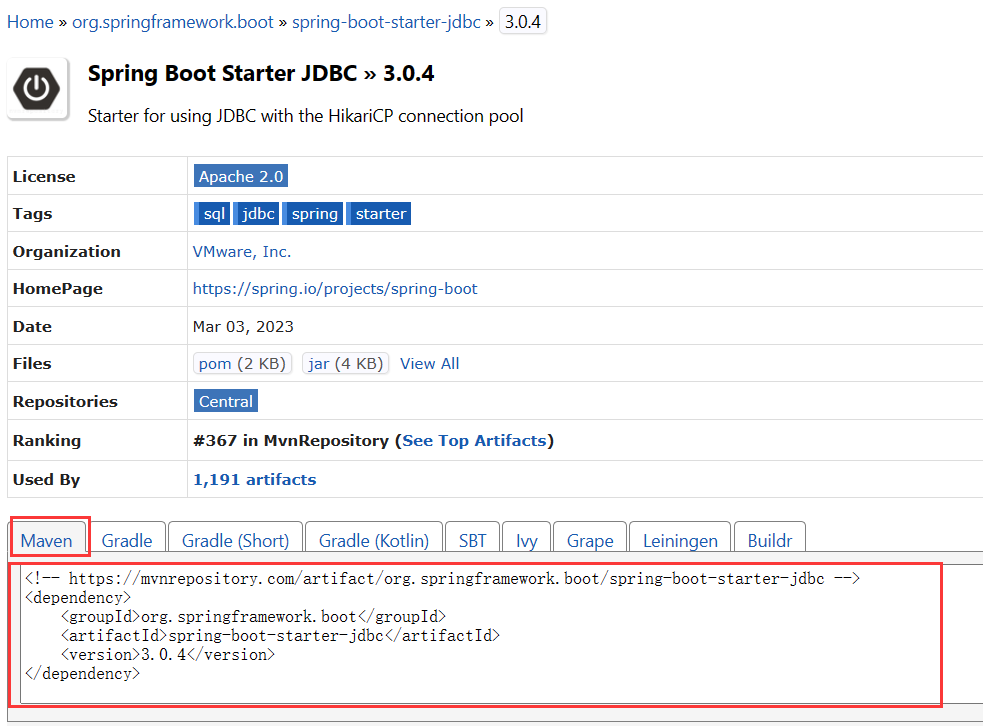 Home » org.springframework.boot » spring-boot-starter-jdbc » 3.0.4
Spring Boot Starter JDBC » 3.0.4
Starter for using JDBC with the HikariCP connection pool
License Apache 2.0
Tags sql jdbc spring starter
Organization VMware, Inc.
HomePage https://spring.io/projects/spring-boot
Date Mar 03, 2023
Files pom (2 KB) jar (4 KB) View All
Repositories Central
Ranking #367 in MvnRepository (See Top Artifacts)
Used By 1,191 artifacts
Maven Gradle Gradle (Short) Gradle (Kotlin) SBT Ivy Grape Leiningen Buildr
<!-- https://mvnrepository.com/artifact/org.springframework.boot/spring-boot-starter-jdbc -->
<dependency>
    <groupId>org.springframework.boot</groupId>
    <artifactId>spring-boot-starter-jdbc</artifactId>
    <version>3.0.4</version>
</dependency>